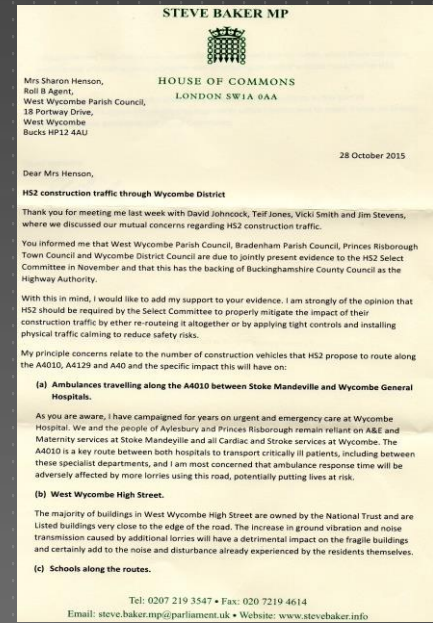 STEVE BAKER MP
HOUSE OF COMMONS
LONDON SW1A 0AA
Mrs Sharon Henson,
Roll B Agent,
West Wycombe Parish Council,
18 Portway Drive,
West Wycombe
Bucks HP12 4AU
28 October 2015
Dear Mrs Henson,
HS2 construction traffic through Wycombe District
Thank you for meeting me last week with David Johncock, Teif Jones, Vicki Smith and Jim Stevens,
where we discussed our mutual concerns regarding HS2 construction traffic.
You informed me that West Wycombe Parish Council, Bradenham Parish Council, Princes Risborough
Town Council and Wycombe District Council are due to jointly present evidence to the HS2 Select
Committee in November and that this has the backing of Buckinghamshire County Council as the
Highway Authority.
With this in mind, I would like to add my support to your evidence. I am strongly of the opinion that
HS2 should be required by the Select Committee to properly mitigate the impact of their
construction traffic by ether re-routeing it altogether or by applying tight controls and installing
physical traffic calming to reduce safety risks.
My principle concerns relate to the number of construction vehicles that HS2 propose to route along
the A4010, A4129 and A40 and the specific impact this will have on:
(a) Ambulances travelling along the A4010 between Stoke Mandeville and Wycombe General
Hospitals.
As you are aware, I have campaigned for years on urgent and emergency care at Wycombe
Hospital. We and the people of Aylesbury and Princes Risborough remain reliant on A&E and
Maternity services at Stoke Mandeville and all Cardiac and Stroke services at Wycombe. The
A4010 is a key route between both hospitals to transport critically ill patients, including between
these specialist departments, and I am most concerned that ambulance response time will be
adversely affected by more lorries using this road, potentially putting lives at risk.
(b) West Wycombe High Street.
The majority of buildings in West Wycombe High Street are owned by the National Trust and are
Listed buildings very close to the edge of the road. The increase in ground vibration and noise
transmission caused by additional lorries will have a detrimental impact on the fragile buildings
and certainly add to the noise and disturbance already experienced by the residents themselves.
(c) Schools along the routes.
Tel: 0207 219 3547 • Fax: 020 7219 4614
Email: steve.baker.mp@parliament.uk • Website: www.stevebaker.info